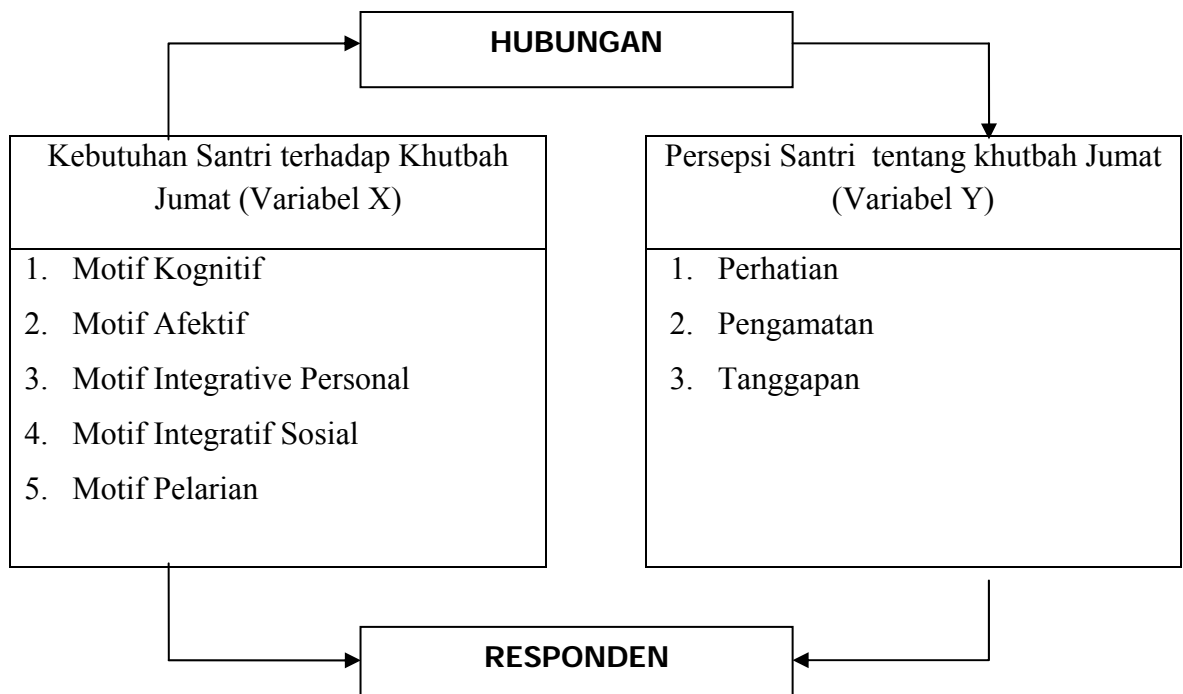 HUBUNGAN
Kebutuhan Santri terhadap Khutbah
Jumat (Variabel X)
1. Motif Kognitif
2. Motif Afektif
3. Motif Integrative Personal
4. Motif Integratif Sosial
5. Motif Pelarian
Persepsi Santri tentang khutbah Jumat
(Variabel Y)
1. Perhatian
2. Pengamatan
3. Tanggapan
RESPONDEN